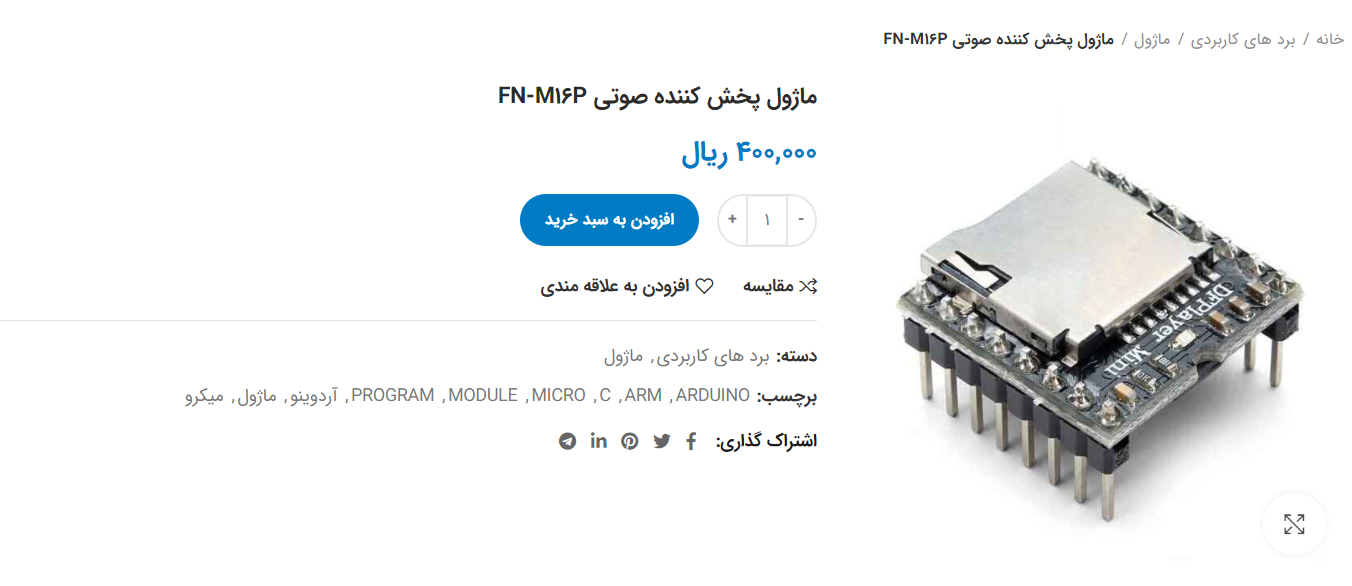 خانه / برد های کاربردی / ماژول / ماژول پخش کننده صوتی FN-M۱۶P
ماژول پخش کننده صوتی FN-M۱۶P
۴۰۰,۰۰۰ ریال
- ۱ +
افزودن به سبد خرید
مقایسه
افزودن به علاقه مندی
دسته: برد های کاربردی, ماژول
برچسب: ARDUINO, ARM, C, MICRO, MODULE, PROGRAM, آردوینو, ماژول, میکرو
اشتراک گذاری:
DFPlayer Mini